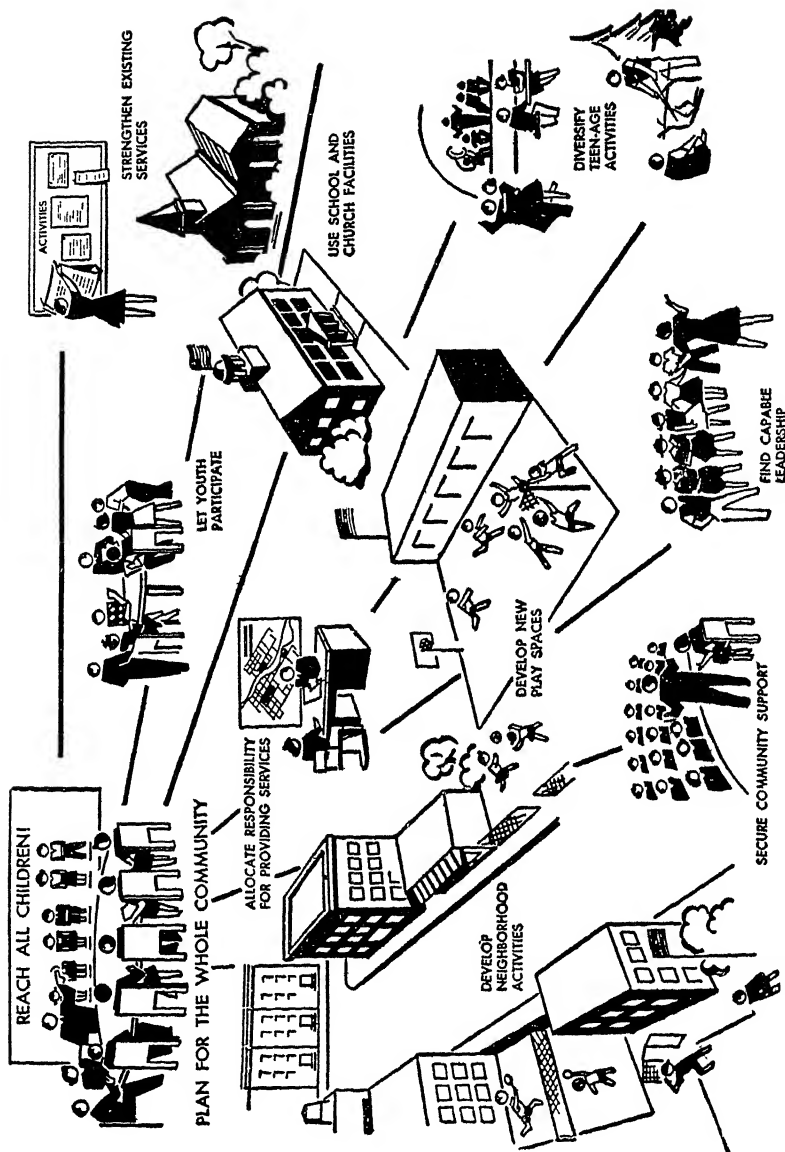 REACH ALL CHILDREN!
PLAN FOR THE WHOLE COMMUNITY
ACTIVITIES
STRENGTHEN EXISTING
SERVICES
LET YOUTH
PARTICIPATE
USE SCHOOL AND
CHURCH FACILITIES
ALLOCATE RESPONSIBILITY
FOR PROVIDING SERVICES
DIVERSIFY
TEEN-AGE
ACTIVITIES
DEVELOP NEW
PLAY SPACES
DEVELOP
NEIGHBORHOOD
ACTIVITIES
FIND CAPABLE
LEADERSHIP
SECURE COMMUNITY SUPPORT